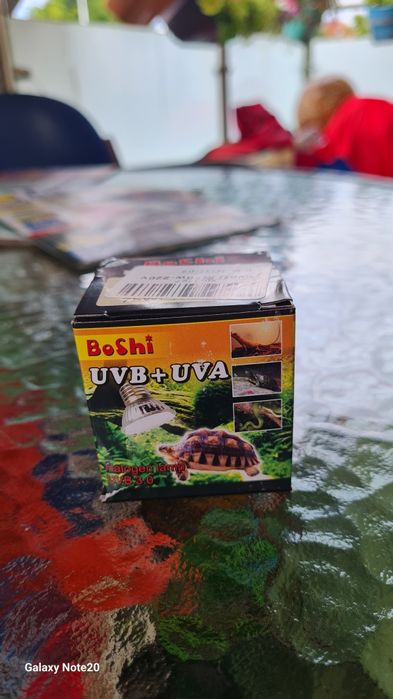 BoShi
UVB+UVA
halogen lamp
UVB 3.0
Galaxy Note20